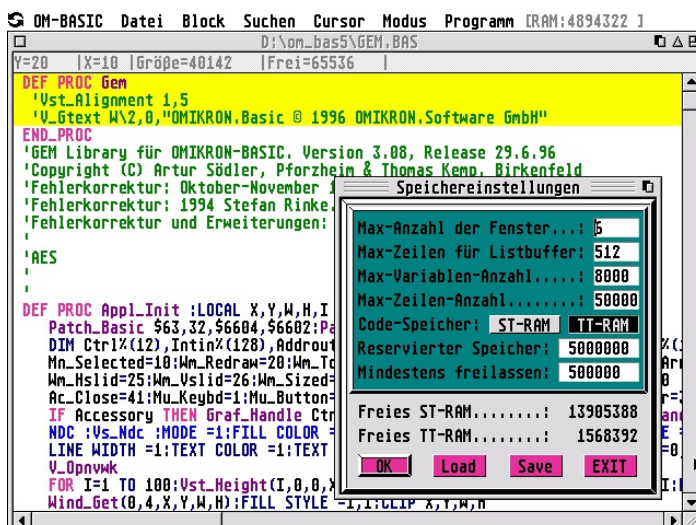 OM-BASIC Datei Block Suchen Cursor Modus Programm [RAM:4894322 ]
D:\om_bas5\GEM.BAS
Y=20 |X=10 |Größe=40142 |Frei=65536 |
DEF PROC Gem
'Vst_Alignment 1,5
'V_Gtext W\2,0,"OMIKRON.Basic © 1996 OMIKRON.Software GmbH"
END_PROC
'GEM Library für OMIKRON-BASIC. Version 3.08, Release 29.6.96
'Copyright (C) Artur Södler, Pforzheim & Thomas Kemp, Birkenfeld
'Fehlerkorrektur: Oktober-November 1
'Fehlerkorrektur: 1994 Stefan Rinke.
'Fehlerkorrektur und Erweiterungen:
'
'AES
'
'
DEF PROC Appl_Init :LOCAL X,Y,W,H,I
Patch_Basic $63,32,$6604,$6602:Pa
DIM Ctrl%(12),Intin%(128),Addrout
Mn_Selected=10:Wm_Redraw=20:Wm_To
Wm_Hslid=25:Wm_Vslid=26:Wm_Sized=
Ac_Close=41:Mu_Keybd=1:Mu_Button=
IF Accessory THEN Graf_Handle Ctr
NDC :Vs_Ndc :MODE =1:FILL COLOR =
LINE WIDTH =1:TEXT COLOR =1:TEXT
V_Opnvwk
FOR I=1 TO 100:Vst_Height(I,0,0,X
Wind_Get(0,4,X,Y,W,H):FILL STYLE =1,1:CLIP X,Y,W,H
Speichereinstellungen
Max-Anzahl der Fenster...: 6
Max-Zeilen für Listbuffer: 512
Max-Variablen-Anzahl.....: 8000
Max-Zeilen-Anzahl........: 50000
Code-Speicher: ST-RAM TT-RAM
Reservierter Speicher: 5000000
Mindestens freilassen: 500000
Freies ST-RAM........: 13905388
Freies TT-RAM........: 1568392
OK Load Save EXIT